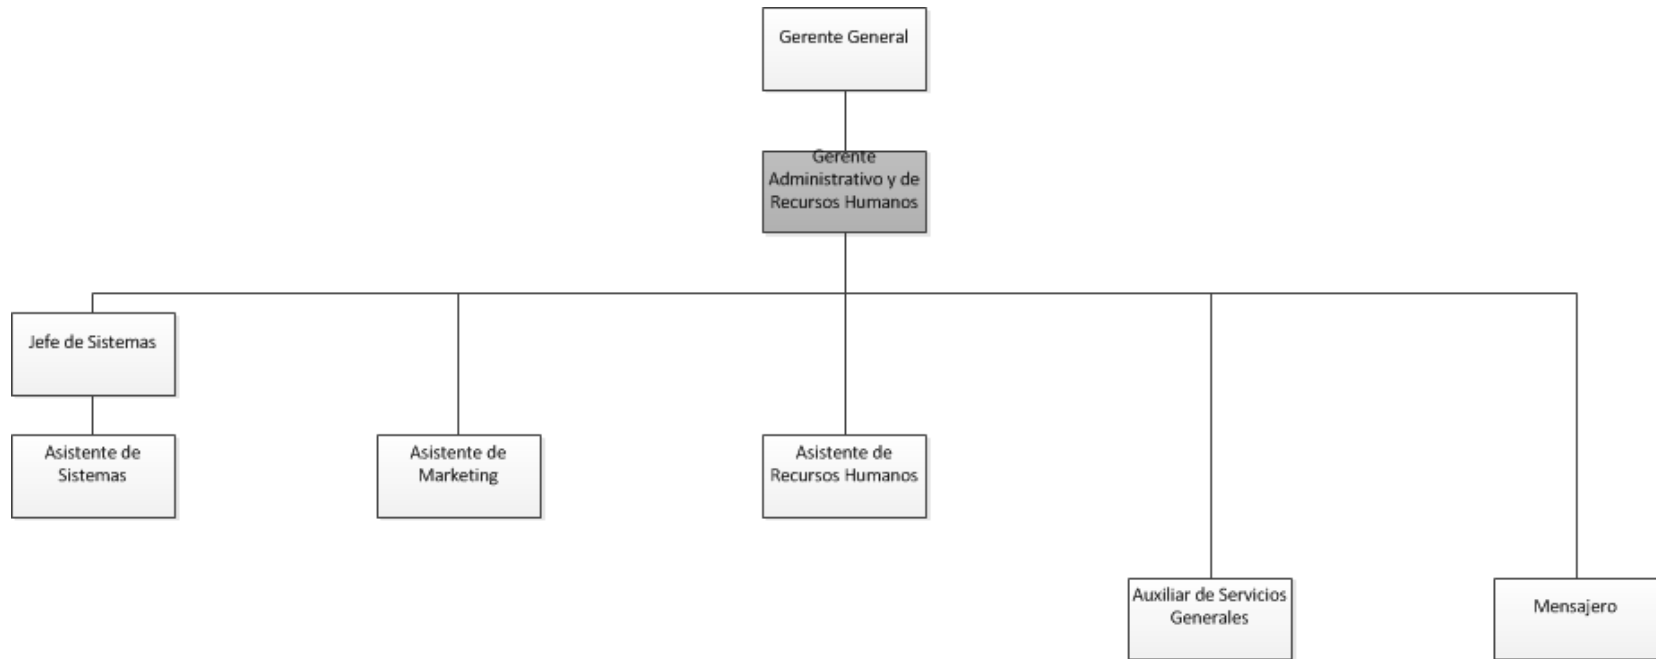 Gerente General
Gerente
Administrativo y de
Recursos Humanos
Jefe de Sistemas
Asistente de
Sistemas
Asistente de
Marketing
Asistente de
Recursos Humanos
Auxiliar de Servicios
Generales
Mensajero